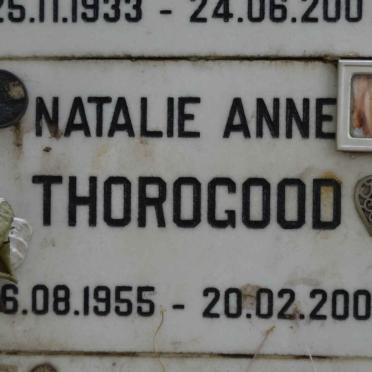 25.11.1933 - 24.06.200
NATALIE ANNE
THOROGOOD
6.08.1955 - 20.02.200